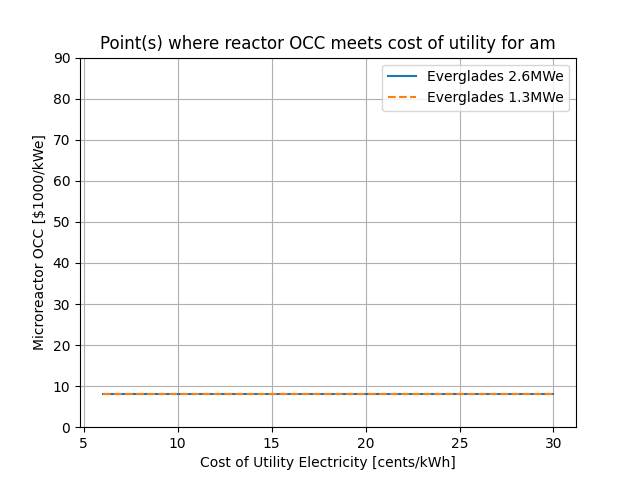 Point(s) where reactor OCC meets cost of utility for am
90
80
70
60
50
40
30
20
10
0
Microreactor OCC [$1000/kWe]
Everglades 2.6MWe
Everglades 1.3MWe
5 10 15 20 25 30
Cost of Utility Electricity [cents/kWh]